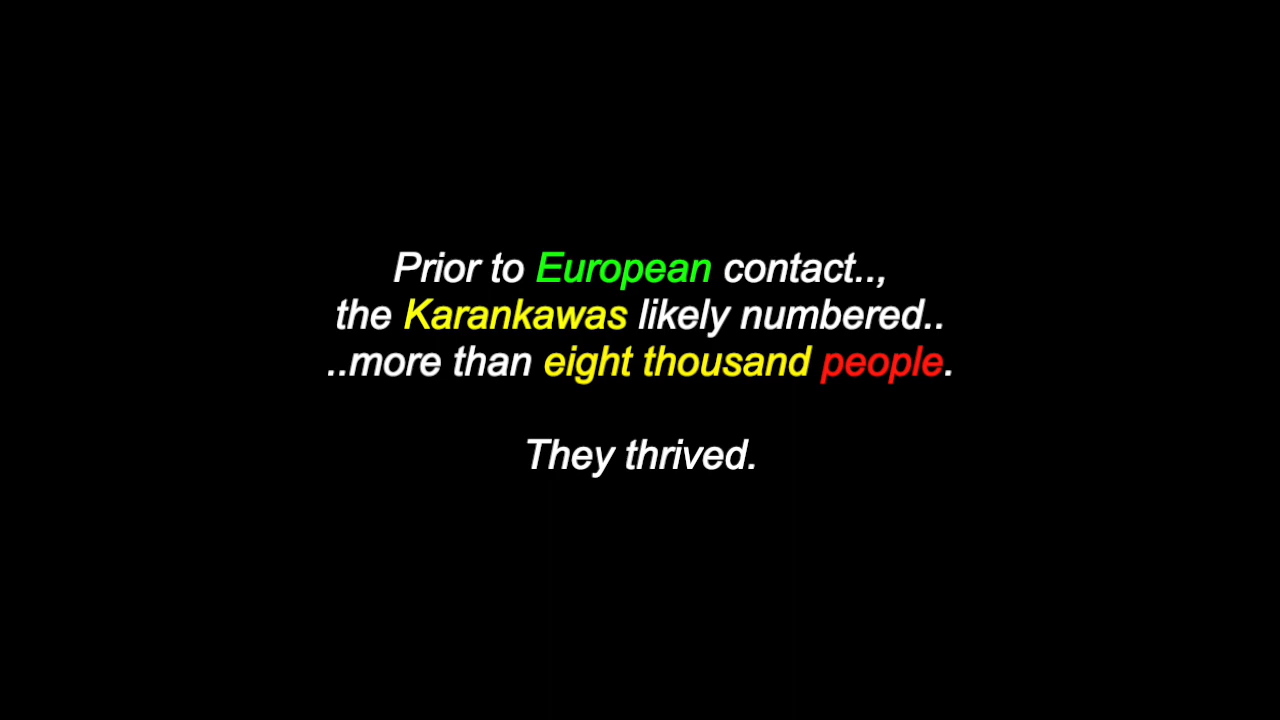 Prior to European contact..,
the Karankawas likely numbered..
..more than eight thousand people.
They thrived.